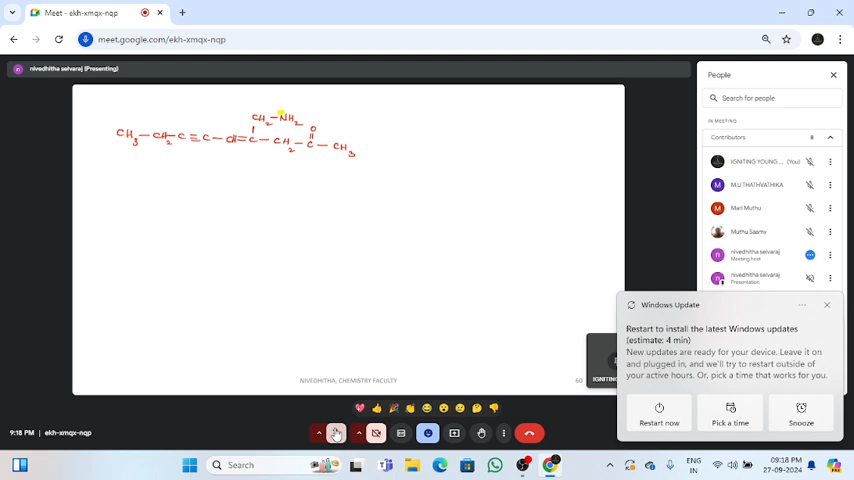 Meet - ekh-xmqx-nqp
meet.google.com/ekh-xmqx-nqp
nivedhitha selvaraj (Presenting)
CH2 - NH2
O
CH3 - CH2 - C ≡ C - CH = C - CH2 - C - CH3
NIVEDHITHA, CHEMISTRY FACULTY
60
People
Search for people
IN MEETING
Contributors
8
IGNITING YOUNG ... (You)
M.U THATHVATHIKA
Mari Muthu
Muthu Saamy
nivedhitha selvaraj
Meeting host
nivedhitha selvaraj
Presentation
Windows Update
Restart to install the latest Windows updates
(estimate: 4 min)
New updates are ready for your device. Leave it on
and plugged in, and we'll try to restart outside of
your active hours. Or, pick a time that works for you.
Restart now
Pick a time
Snooze
9:18 PM
ekh-xmqx-nqp
Search
ENG
IN
09:18 PM
27-09-2024